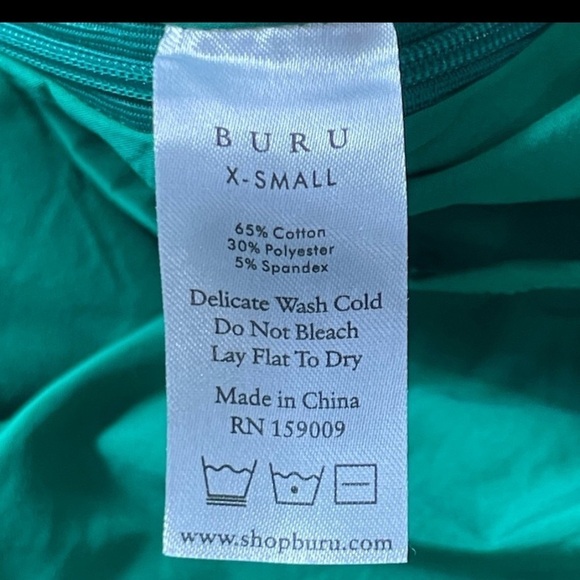 BURU
X-SMALL
65% Cotton
30% Polyester
5% Spandex
Delicate Wash Cold
Do Not Bleach
Lay Flat To Dry
Made in China
RN 159009
www.shopburu.com